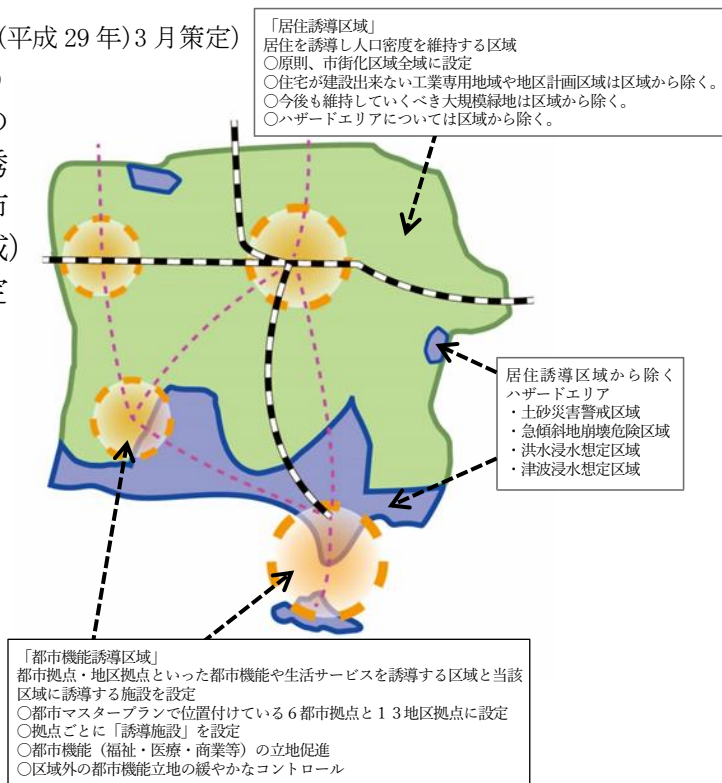 (平成 29 年)3 月策定)
の
誘
市
成)
定
「居住誘導区域」
居住を誘導し人口密度を維持する区域
○原則、市街化区域全域に設定
○住宅が建設出来ない工業専用地域や地区計画区域は区域から除く。
○今後も維持していくべき大規模緑地は区域から除く。
○ハザードエリアについては区域から除く。
居住誘導区域から除く
ハザードエリア
・土砂災害警戒区域
・急傾斜地崩壊危険区域
・洪水浸水想定区域
・津波浸水想定区域
「都市機能誘導区域」
都市拠点・地区拠点といった都市機能や生活サービスを誘導する区域と当該
区域に誘導する施設を設定
○都市マスタープランで位置付けている６都市拠点と１３地区拠点に設定
○拠点ごとに「誘導施設」を設定
○都市機能（福祉・医療・商業等）の立地促進
○区域外の都市機能立地の緩やかなコントロール